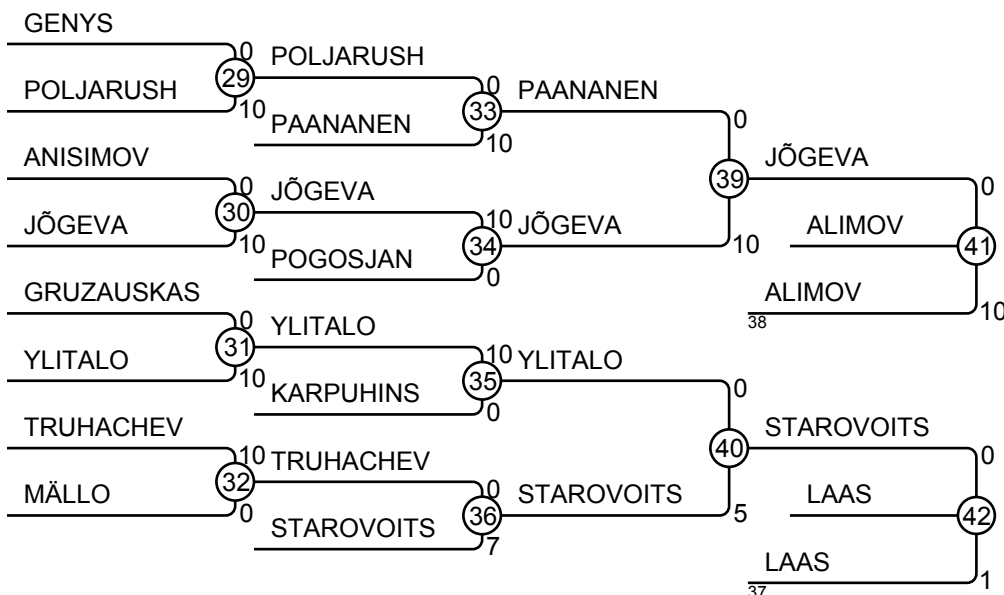 GENYS
0
29
POLJARUSH
POLJARUSH
10
0
33
PAANANEN
PAANANEN
10
0
ANISIMOV
0
30
JÕGEVA
JÕGEVA
10
10
34
JÕGEVA
POGOSJAN
0
39
10
JÕGEVA
0
ALIMOV
41
ALIMOV
38
10
GRUZAUSKAS
0
31
YLITALO
YLITALO
10
10
35
YLITALO
KARPUHINS
0
0
TRUHACHEV
10
32
TRUHACHEV
MÄLLO
0
0
36
STAROVOITS
STAROVOITS
7
40
5
STAROVOITS
0
LAAS
42
LAAS
37
1